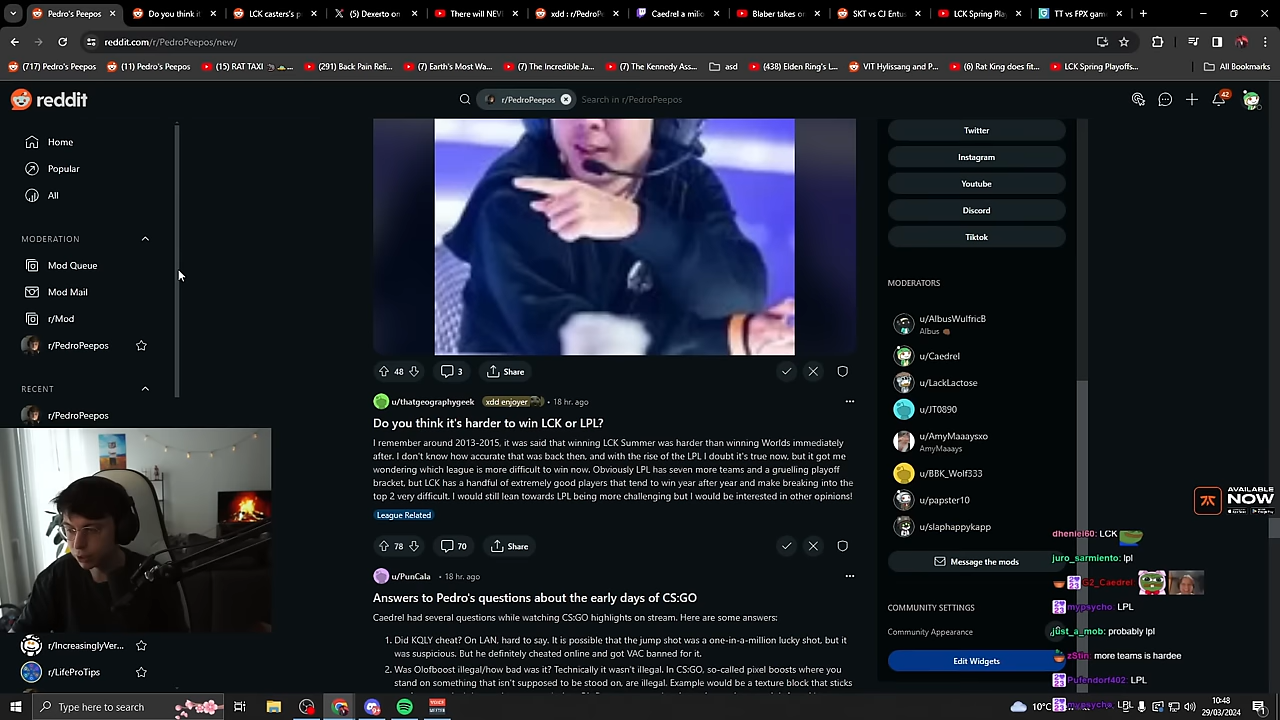 Pedro's Peepos
Do you think it
LCK casters's p
(5) Dexerto on
There will NEV
xdd : r/PedroP
Caedrel a mili
Blaber takes o
SKT vs CJ Entus
LCK Spring Play
TT vs FPX gam
reddit.com/r/PedroPeepos/new/
(717) Pedro's Peepos
(11) Pedro's Peepos
(15) RAT TAXI
(291) Back Pain Reli...
(7) Earth's Most Wa...
(7) The Incredible Ja...
(7) The Kennedy Ass...
asd
(438) Elden Ring's L...
VIT Hylissang and P...
(6) Rat King does fit...
LCK Spring Playoffs...
All Bookmarks
reddit
r/PedroPeepos
Search in r/PedroPeepos
42
Home
Popular
All
MODERATION
Mod Queue
Mod Mail
r/Mod
r/PedroPeepos
RECENT
r/PedroPeepos
r/IncreasinglyVer...
r/LifeProTips
48
3
Share
u/thatgeographygeek
xdd enjoyer
• 18 hr. ago
Do you think it's harder to win LCK or LPL?
I remember around 2013-2015, it was said that winning LCK Summer was harder than winning Worlds immediately
after. I don't know how accurate that was back then, and with the rise of the LPL I doubt it's true now, but it got me
wondering which league is more difficult to win now. Obviously LPL has seven more teams and a gruelling playoff
bracket, but LCK has a handful of extremely good players that tend to win year after year and make breaking into the
top 2 very difficult. I would still lean towards LPL being more challenging but I would be interested in other opinions!
League Related
78
70
Share
u/PunCala
• 18 hr. ago
Answers to Pedro's questions about the early days of CS:GO
Caedrel had several questions while watching CS:GO highlights on stream. Here are some answers:
1. Did KQLY cheat? On LAN, hard to say. It is possible that the jump shot was a one-in-a-million lucky shot, but it was
suspicious. But he definitely cheated online and got VAC banned for it.
2. Was Olofboost illegal/how bad was it? Technically it wasn't illegal. In CS:GO, so-called pixel boosts where you
stand on something that isn't supposed to be stood on, are illegal. Example would be a texture block that sticks
Twitter
Instagram
Youtube
Discord
Tiktok
MODERATORS
u/AlbusWulfricB
Albus
u/Caedrel
u/LackLactose
u/JT0890
u/AmyMaaaysxo
AmyMaaays
u/BBK_Wolf333
u/papster10
u/slaphappykapp
Message the mods
COMMUNITY SETTINGS
Community Appearance
Edit Widgets
AVAILABLE
NOW
dheniel60: LCK
juro_sarmiento: lpl
G2_Caedrel
mypsycho: LPL
just_a_mob: probably lpl
zStin: more teams is hardee
Pufendorf402: LPL
mypsycho
Type here to search
10°C
10:48
29/03/2024